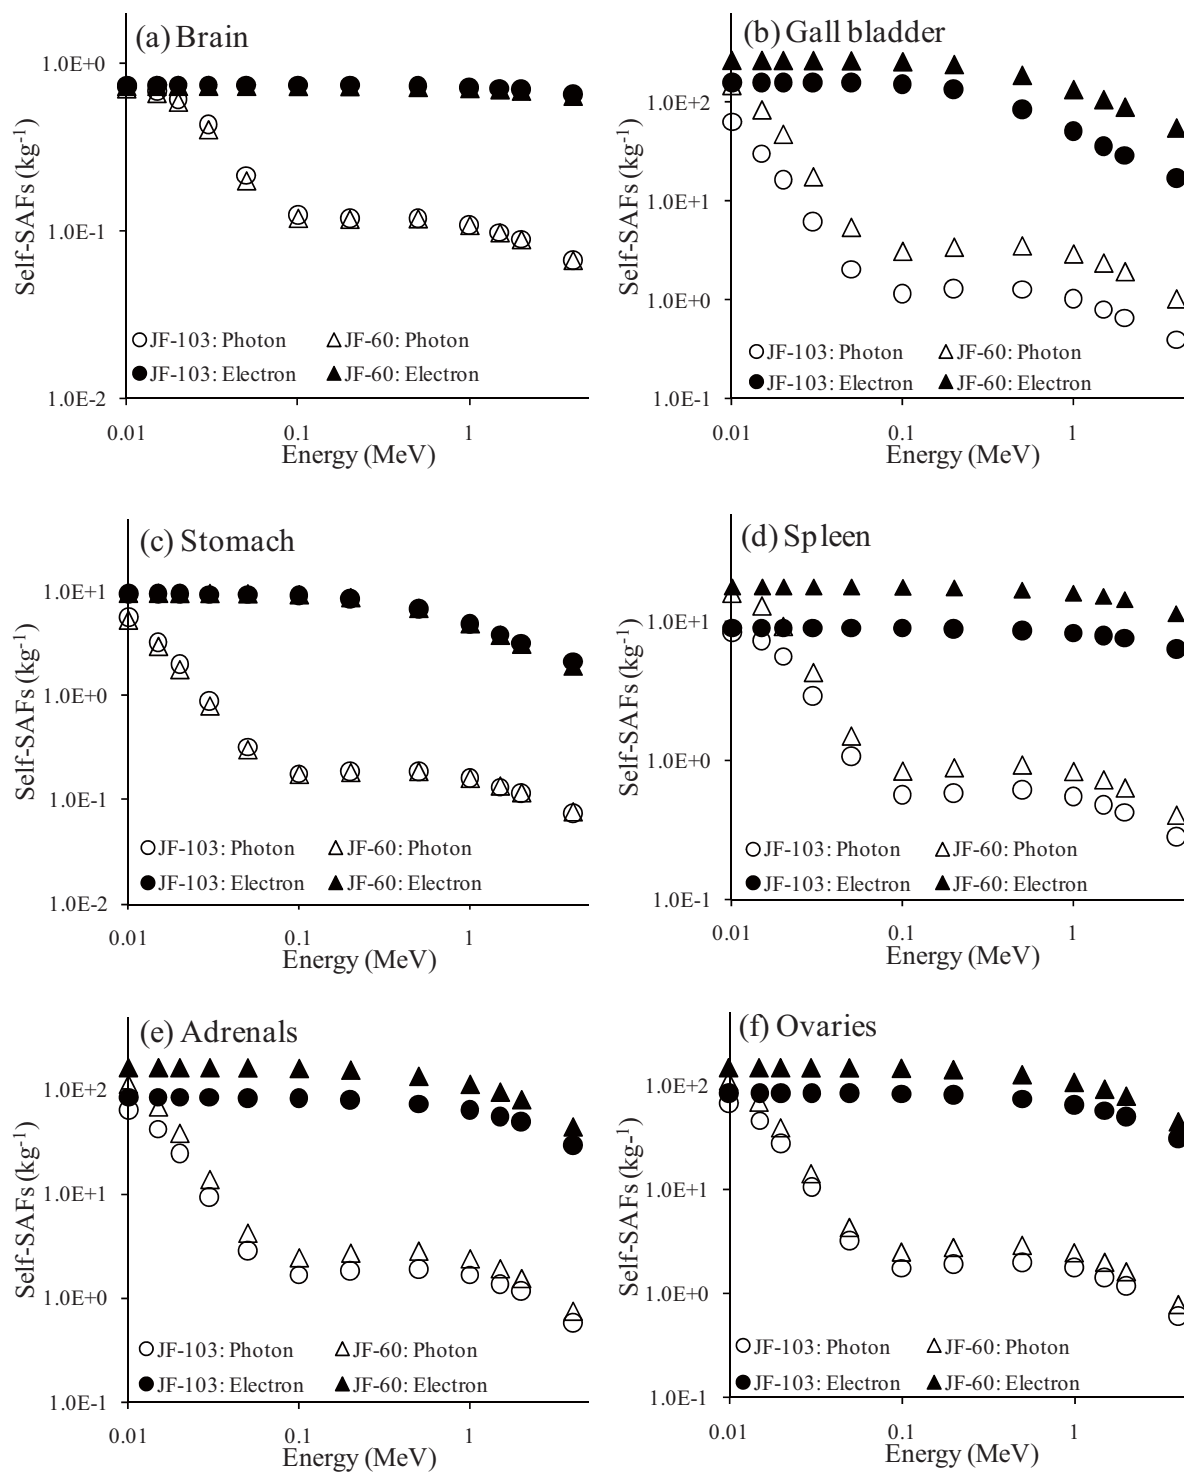 (a) Brain
1.0E+0
1.0E-1
1.0E-2
Self-SAFs (kg⁻¹)
JF-103: Photon
JF-60: Photon
JF-103: Electron
JF-60: Electron
0.01
0.1
1
Energy (MeV)
(b) Gall bladder
1.0E+2
1.0E+1
1.0E+0
1.0E-1
Self-SAFs (kg⁻¹)
JF-103: Photon
JF-60: Photon
JF-103: Electron
JF-60: Electron
0.01
0.1
1
Energy (MeV)
(c) Stomach
1.0E+1
1.0E+0
1.0E-1
1.0E-2
Self-SAFs (kg⁻¹)
JF-103: Photon
JF-60: Photon
JF-103: Electron
JF-60: Electron
0.01
0.1
1
Energy (MeV)
(d) Spleen
1.0E+1
1.0E+0
1.0E-1
Self-SAFs (kg⁻¹)
JF-103: Photon
JF-60: Photon
JF-103: Electron
JF-60: Electron
0.01
0.1
1
Energy (MeV)
(e) Adrenals
1.0E+2
1.0E+1
1.0E+0
1.0E-1
Self-SAFs (kg⁻¹)
JF-103: Photon
JF-60: Photon
JF-103: Electron
JF-60: Electron
0.01
0.1
1
Energy (MeV)
(f) Ovaries
1.0E+2
1.0E+1
1.0E+0
1.0E-1
Self-SAFs (kg-¹)
JF-103: Photon
JF-60: Photon
JF-103: Electron
JF-60: Electron
0.01
0.1
1
Energy (MeV)